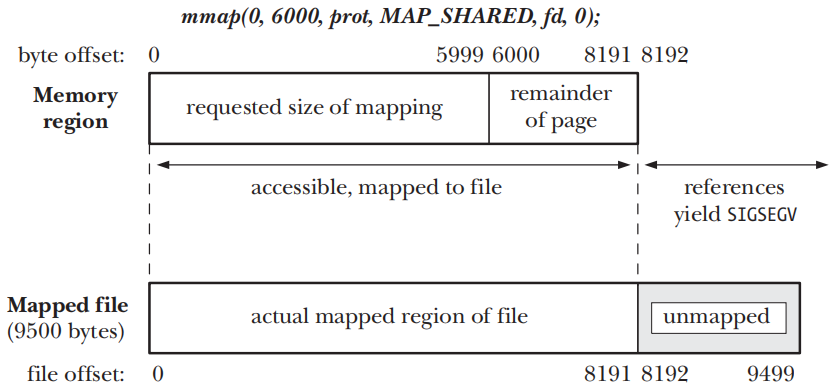 mmap(0, 6000, prot, MAP_SHARED, fd, 0);
byte offset: 0 5999 6000 8191 8192
Memory
region
requested size of mapping
remainder
of page
accessible, mapped to file
references
yield SIGSEGV
Mapped file
(9500 bytes)
actual mapped region of file
unmapped
file offset: 0 8191 8192 9499